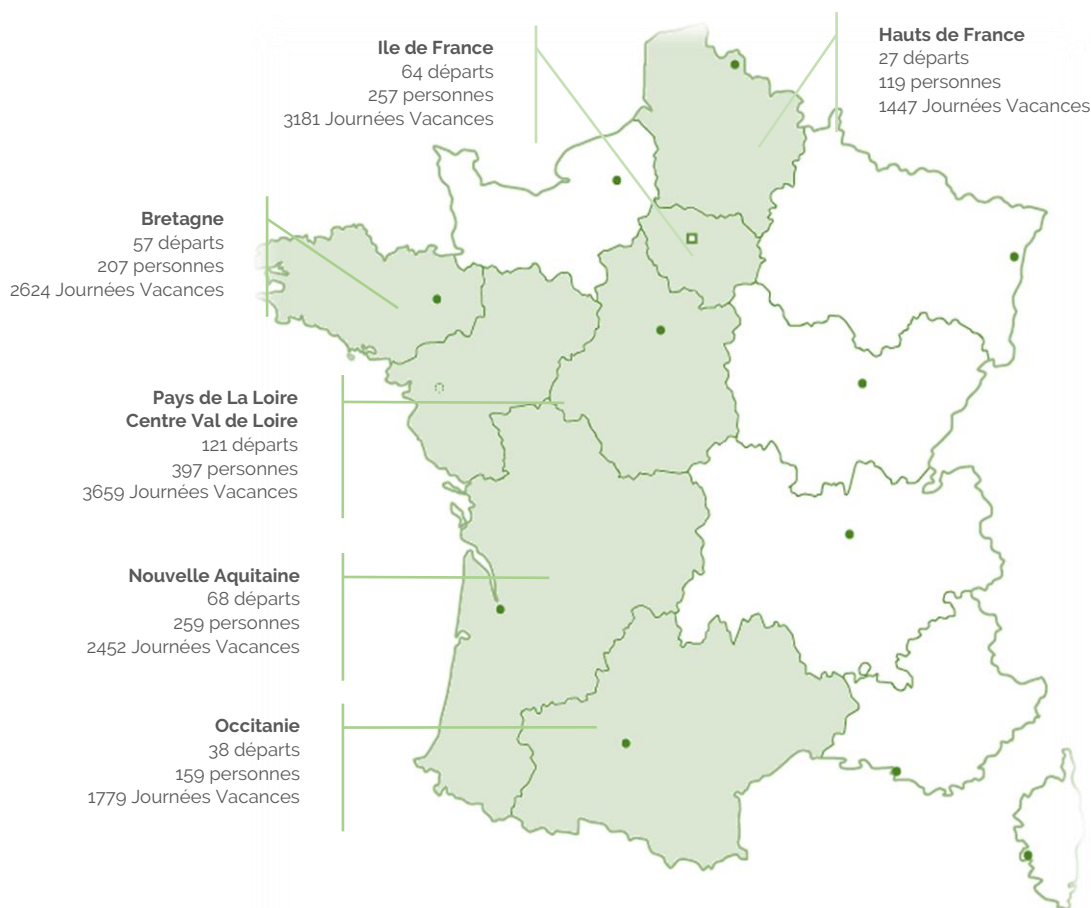 Ile de France
64 départs
257 personnes
3181 Journées Vacances
Hauts de France
27 départs
119 personnes
1447 Journées Vacances
Bretagne
57 départs
207 personnes
2624 Journées Vacances
Pays de La Loire
Centre Val de Loire
121 départs
397 personnes
3659 Journées Vacances
Nouvelle Aquitaine
68 départs
259 personnes
2452 Journées Vacances
Occitanie
38 départs
159 personnes
1779 Journées Vacances